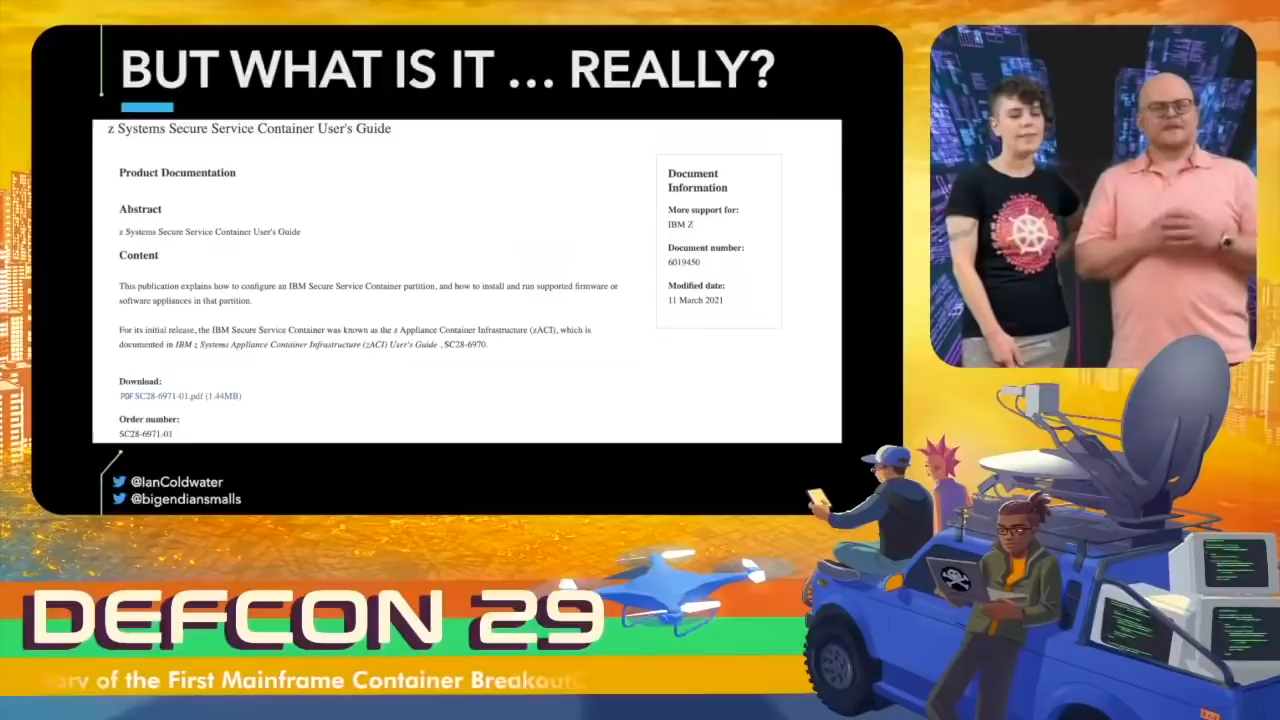 BUT WHAT IS IT ... REALLY?
z Systems Secure Service Container User's Guide
Product Documentation
Abstract
z Systems Secure Service Container User's Guide
Content
This publication explains how to configure an IBM Secure Service Container partition, and how to install and run supported firmware or
software appliances in that partition.
For its initial release, the IBM Secure Service Container was known as the z Appliance Container Infrastructure (zACI), which is
documented in IBM z Systems Appliance Container Infrastructure (zACI) User's Guide , SC28-6970.
Download:
PDF SC28-6971-01.pdf (1.44MB)
Order number:
SC28-6971-01
Document
Information
More support for:
IBM Z
Document number:
6019450
Modified date:
11 March 2021
@IanColdwater
@bigendiansmalls
DEFCON 29
of the First Mainframe Container Breakout